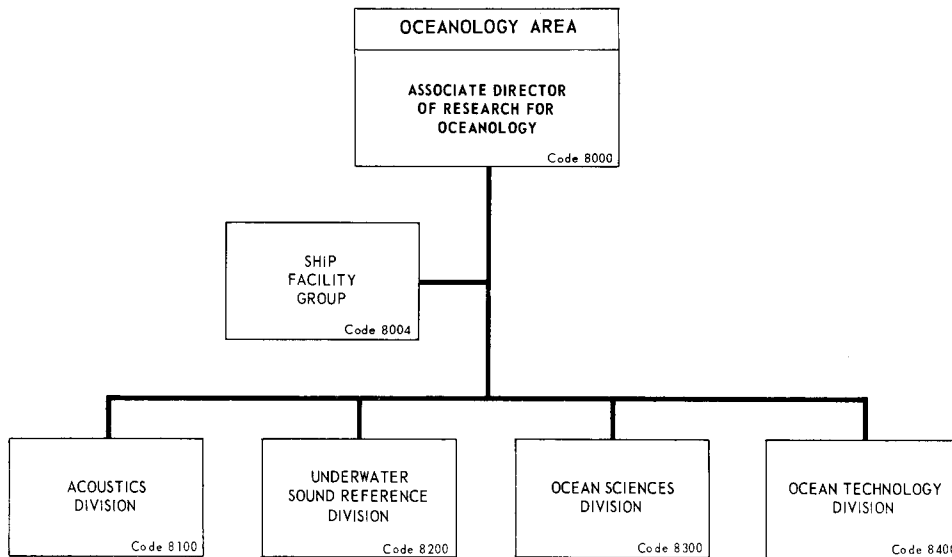 OCEANOLOGY AREA
ASSOCIATE DIRECTOR
OF RESEARCH FOR
OCEANOLOGY
Code 8000
SHIP
FACILITY
GROUP
Code 8004
ACOUSTICS
DIVISION
Code 8100
UNDERWATER
SOUND REFERENCE
DIVISION
Code 8200
OCEAN SCIENCES
DIVISION
Code 8300
OCEAN TECHNOLOGY
DIVISION
Code